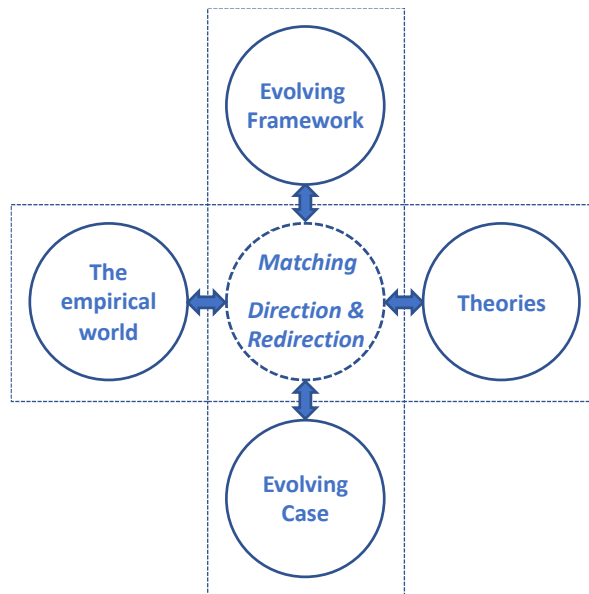 Evolving
Framework
The
empirical
world
Matching
Direction &
Redirection
Theories
Evolving
Case